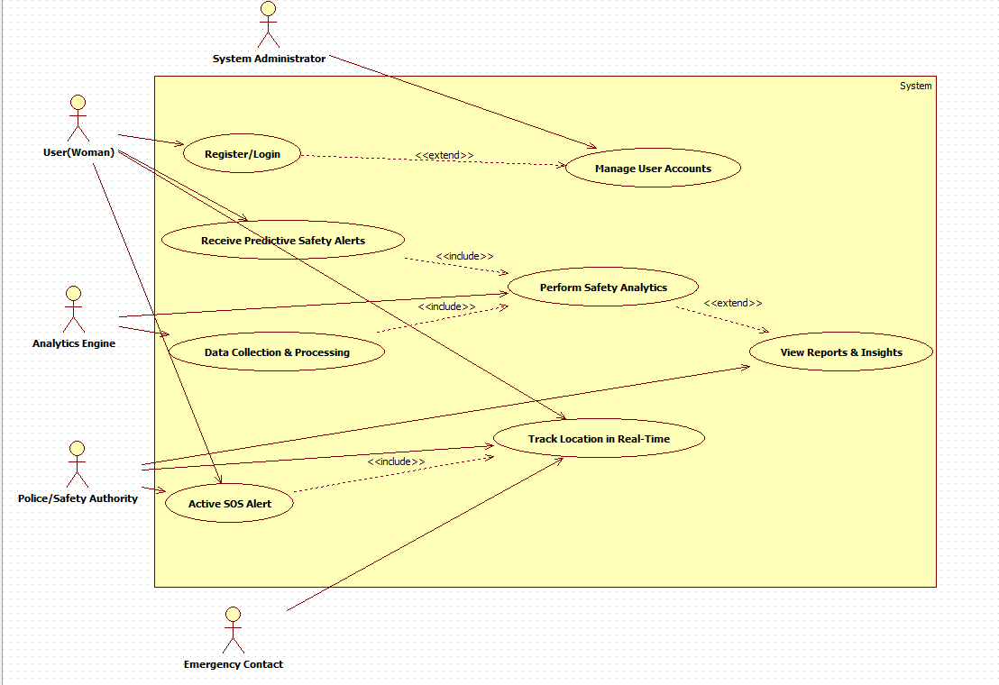 System Administrator
System
User(Woman)
Register/Login
<<extend>>
Manage User Accounts
Receive Predictive Safety Alerts
<<include>>
Perform Safety Analytics
<<include>>
<<extend>>
Analytics Engine
Data Collection & Processing
View Reports & Insights
Track Location in Real-Time
<<include>>
Police/Safety Authority
Active SOS Alert
Emergency Contact